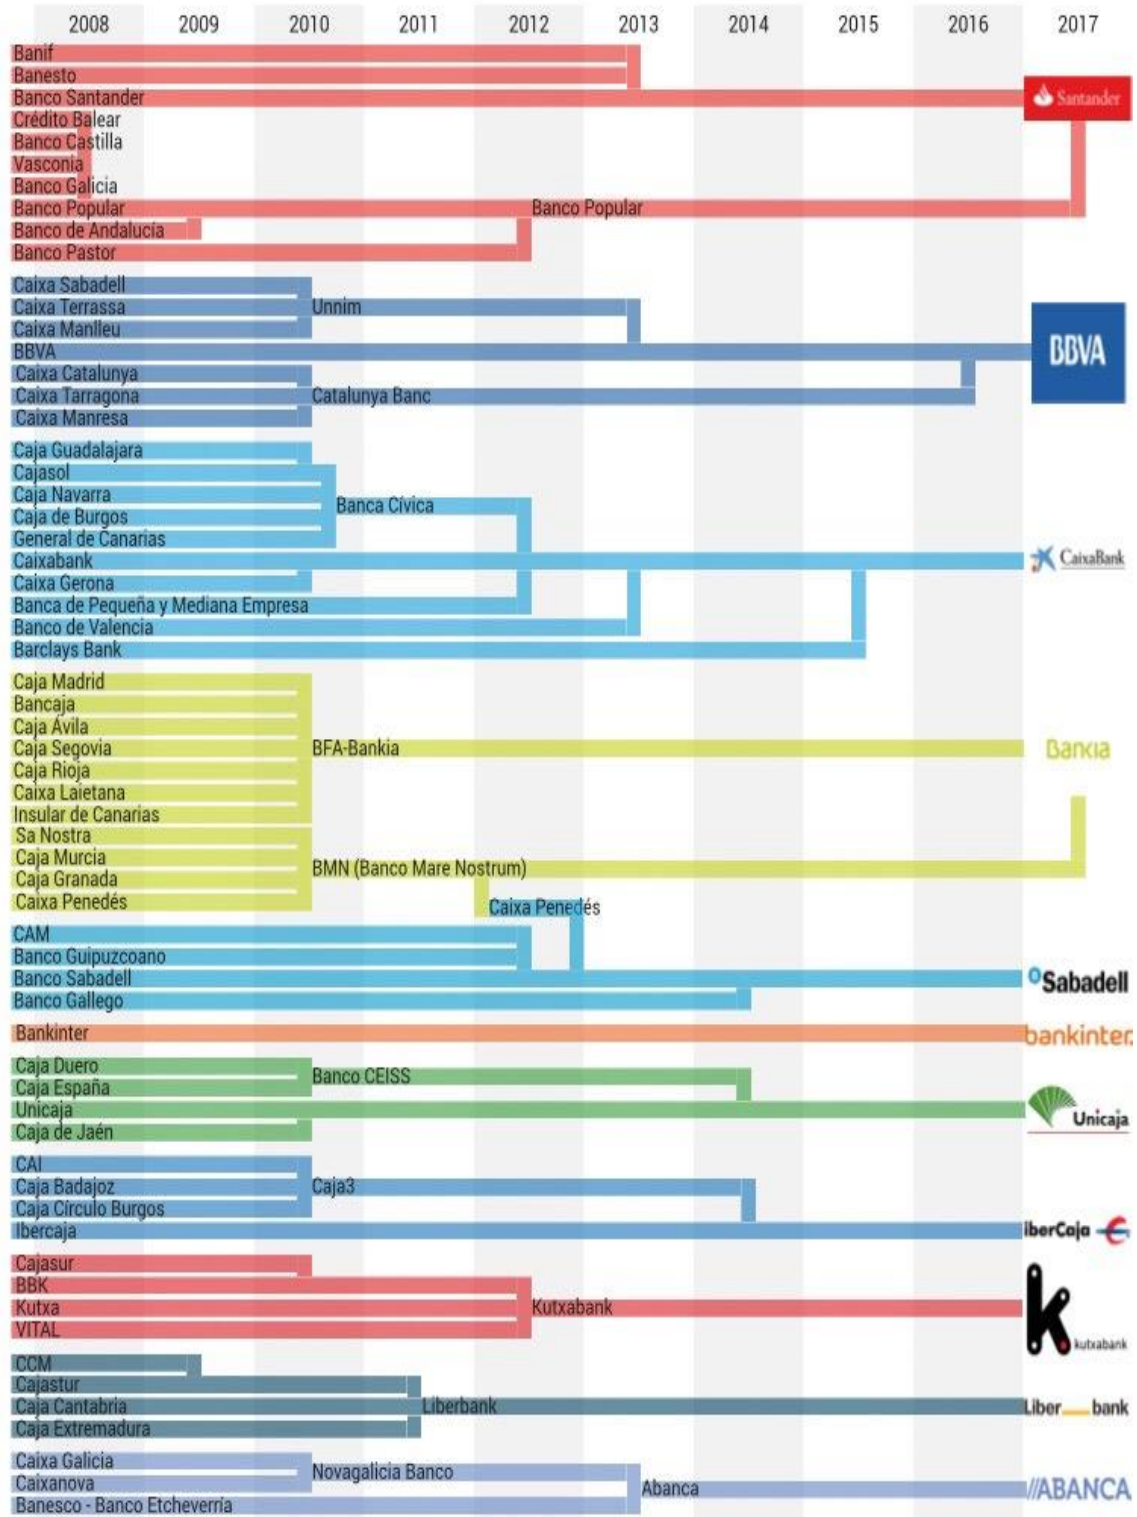 2008 2009 2010 2011 2012 2013 2014 2015 2016 2017
Banif
Banesto
Banco Santander
Santander
Crédito Balear
Banco Castilla
Vasconia
Banco Galicia
Banco Popular Banco Popular
Banco de Andalucía
Banco Pastor
Caixa Sabadell
Caixa Terrassa Unnim
Caixa Manlleu
BBVA
BBVA
Caixa Catalunya
Caixa Tarragona Catalunya Banc
Caixa Manresa
Caja Guadalajara
Cajasol
Caja Navarra
Banca Cívica
Caja de Burgos
General de Canarias
Caixabank CaixaBank
Caixa Gerona
Banca de Pequeña y Mediana Empresa
Banco de Valencia
Barclays Bank
Caja Madrid
Bancaja
Caja Ávila
Caja Segovia BFA-Bankia Bankia
Caja Rioja
Caixa Laietana
Insular de Canarias
Sa Nostra
Caja Murcia
BMN (Banco Mare Nostrum)
Caja Granada
Caixa Penedés Caixa Penedés
CAM
Banco Guipuzcoano
Banco Sabadell Sabadell
Banco Gallego
Bankinter bankinter.
Caja Duero
Banco CEISS
Caja España
Unicaja Unicaja
Caja de Jaén
CAI
Caja Badajoz Caja3
Caja Círculo Burgos
Ibercaja iberCaja
Cajasur
BBK
Kutxa Kutxabank
VITAL
k.
kutxabank
CCM
Cajastur
Caja Cantabria Liberbank Liber bank
Caja Extremadura
Caixa Galicia
Novagalicia Banco
Caixanova
Abanca //ABANCA
Banesco - Banco Etcheverría